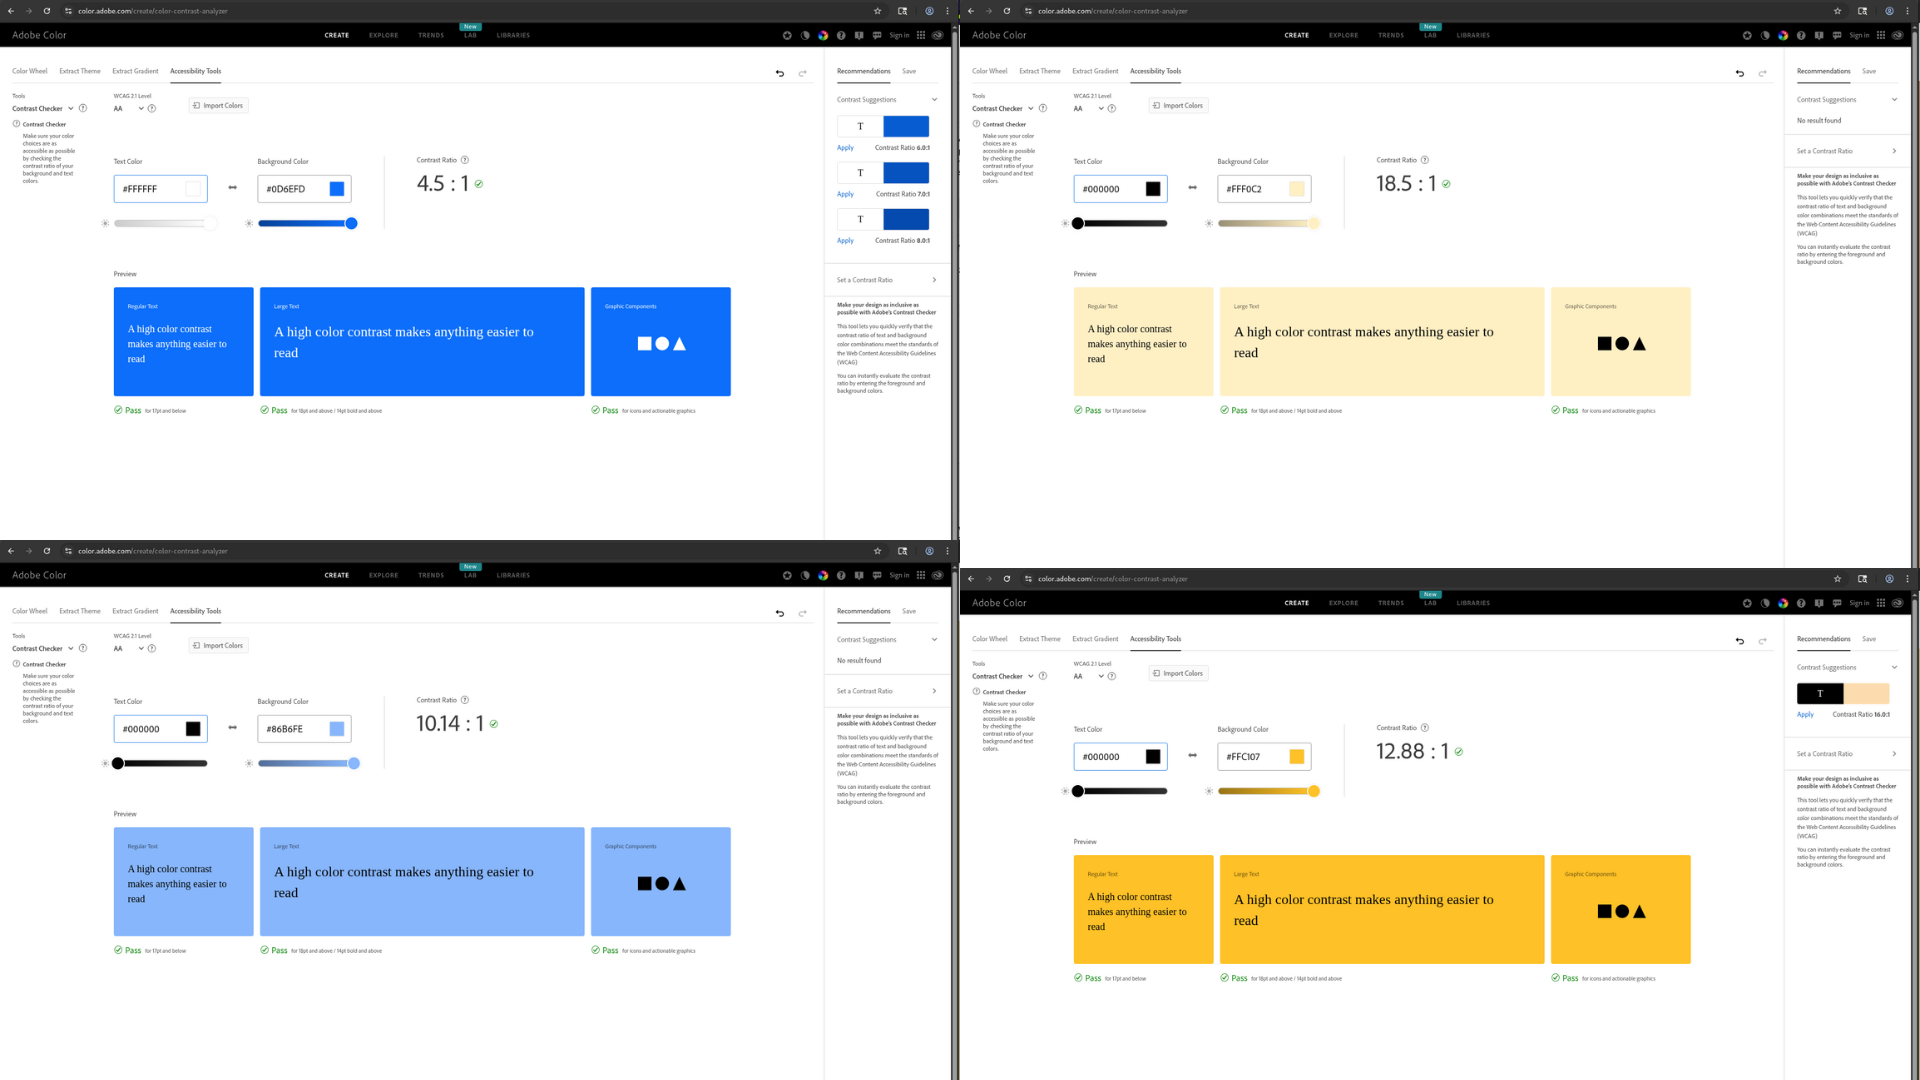 color.adobe.com/create/color-contrast-analyzer
Adobe Color
CREATE
EXPLORE
TRENDS
New
LAB
LIBRARIES
Sign in
Color Wheel
Extract Theme
Extract Gradient
Accessibility Tools
Recommendations
Save
Tools
Contrast Checker
WCAG 2.1 Level
AA
Import Colors
Contrast Checker
Make sure your color
choices are as
accessible as possible
by checking the
contrast ratio of your
background and text
colors.
Text Color
#FFFFFF
Background Color
#0D6EFD
Contrast Ratio
4.5 : 1
Preview
Regular Text
A high color contrast
makes anything easier to
read
Large Text
A high color contrast makes anything easier to
read
Graphic Components
Pass for 17pt and below
Pass for 18pt and above / 14pt bold and above
Pass for icons and actionable graphics
Contrast Suggestions
T
Apply Contrast Ratio 6.0:1
T
Apply Contrast Ratio 7.0:1
T
Apply Contrast Ratio 8.0:1
Set a Contrast Ratio
Make your design as inclusive as
possible with Adobe's Contrast Checker
This tool lets you quickly verify that the
contrast ratio of text and background
color combinations meet the standards of
the Web Content Accessibility Guidelines
(WCAG)
You can instantly evaluate the contrast
ratio by entering the foreground and
background colors.
color.adobe.com/create/color-contrast-analyzer
Adobe Color
CREATE
EXPLORE
TRENDS
New
LAB
LIBRARIES
Sign in
Color Wheel
Extract Theme
Extract Gradient
Accessibility Tools
Recommendations
Save
Tools
Contrast Checker
WCAG 2.1 Level
AA
Import Colors
Contrast Checker
Make sure your color
choices are as
accessible as possible
by checking the
contrast ratio of your
background and text
colors.
Text Color
#000000
Background Color
#FFF0C2
Contrast Ratio
18.5 : 1
Preview
Regular Text
A high color contrast
makes anything easier to
read
Large Text
A high color contrast makes anything easier to
read
Graphic Components
Pass for 17pt and below
Pass for 18pt and above / 14pt bold and above
Pass for icons and actionable graphics
Contrast Suggestions
No result found
Set a Contrast Ratio
Make your design as inclusive as
possible with Adobe's Contrast Checker
This tool lets you quickly verify that the
contrast ratio of text and background
color combinations meet the standards of
the Web Content Accessibility Guidelines
(WCAG)
You can instantly evaluate the contrast
ratio by entering the foreground and
background colors.
color.adobe.com/create/color-contrast-analyzer
Adobe Color
CREATE
EXPLORE
TRENDS
New
LAB
LIBRARIES
Sign in
Color Wheel
Extract Theme
Extract Gradient
Accessibility Tools
Recommendations
Save
Tools
Contrast Checker
WCAG 2.1 Level
AA
Import Colors
Contrast Checker
Make sure your color
choices are as
accessible as possible
by checking the
contrast ratio of your
background and text
colors.
Text Color
#000000
Background Color
#86B6FE
Contrast Ratio
10.14 : 1
Preview
Regular Text
A high color contrast
makes anything easier to
read
Large Text
A high color contrast makes anything easier to
read
Graphic Components
Pass for 17pt and below
Pass for 18pt and above / 14pt bold and above
Pass for icons and actionable graphics
Contrast Suggestions
No result found
Set a Contrast Ratio
Make your design as inclusive as
possible with Adobe's Contrast Checker
This tool lets you quickly verify that the
contrast ratio of text and background
color combinations meet the standards of
the Web Content Accessibility Guidelines
(WCAG)
You can instantly evaluate the contrast
ratio by entering the foreground and
background colors.
color.adobe.com/create/color-contrast-analyzer
Adobe Color
CREATE
EXPLORE
TRENDS
New
LAB
LIBRARIES
Sign in
Color Wheel
Extract Theme
Extract Gradient
Accessibility Tools
Recommendations
Save
Tools
Contrast Checker
WCAG 2.1 Level
AA
Import Colors
Contrast Checker
Make sure your color
choices are as
accessible as possible
by checking the
contrast ratio of your
background and text
colors.
Text Color
#000000
Background Color
#FFC107
Contrast Ratio
12.88 : 1
Preview
Regular Text
A high color contrast
makes anything easier to
read
Large Text
A high color contrast makes anything easier to
read
Graphic Components
Pass for 17pt and below
Pass for 18pt and above / 14pt bold and above
Pass for icons and actionable graphics
Contrast Suggestions
T
Apply Contrast Ratio 16.0:1
Set a Contrast Ratio
Make your design as inclusive as
possible with Adobe's Contrast Checker
This tool lets you quickly verify that the
contrast ratio of text and background
color combinations meet the standards of
the Web Content Accessibility Guidelines
(WCAG)
You can instantly evaluate the contrast
ratio by entering the foreground and
background colors.